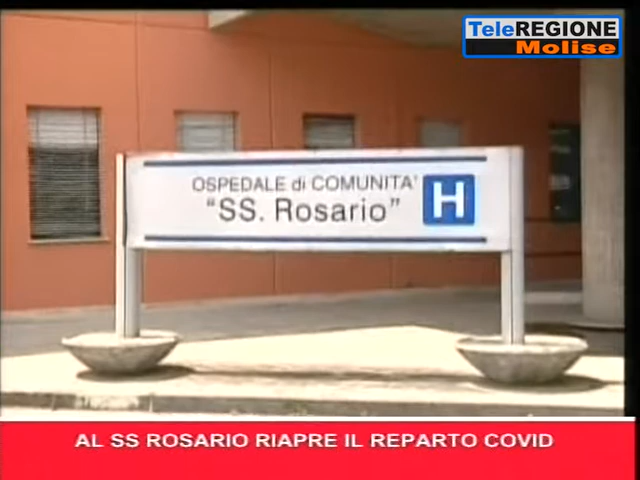 TeleREGIONE
Molise
OSPEDALE di COMUNITA'
"SS. Rosario"
H
AL SS ROSARIO RIAPRE IL REPARTO COVID